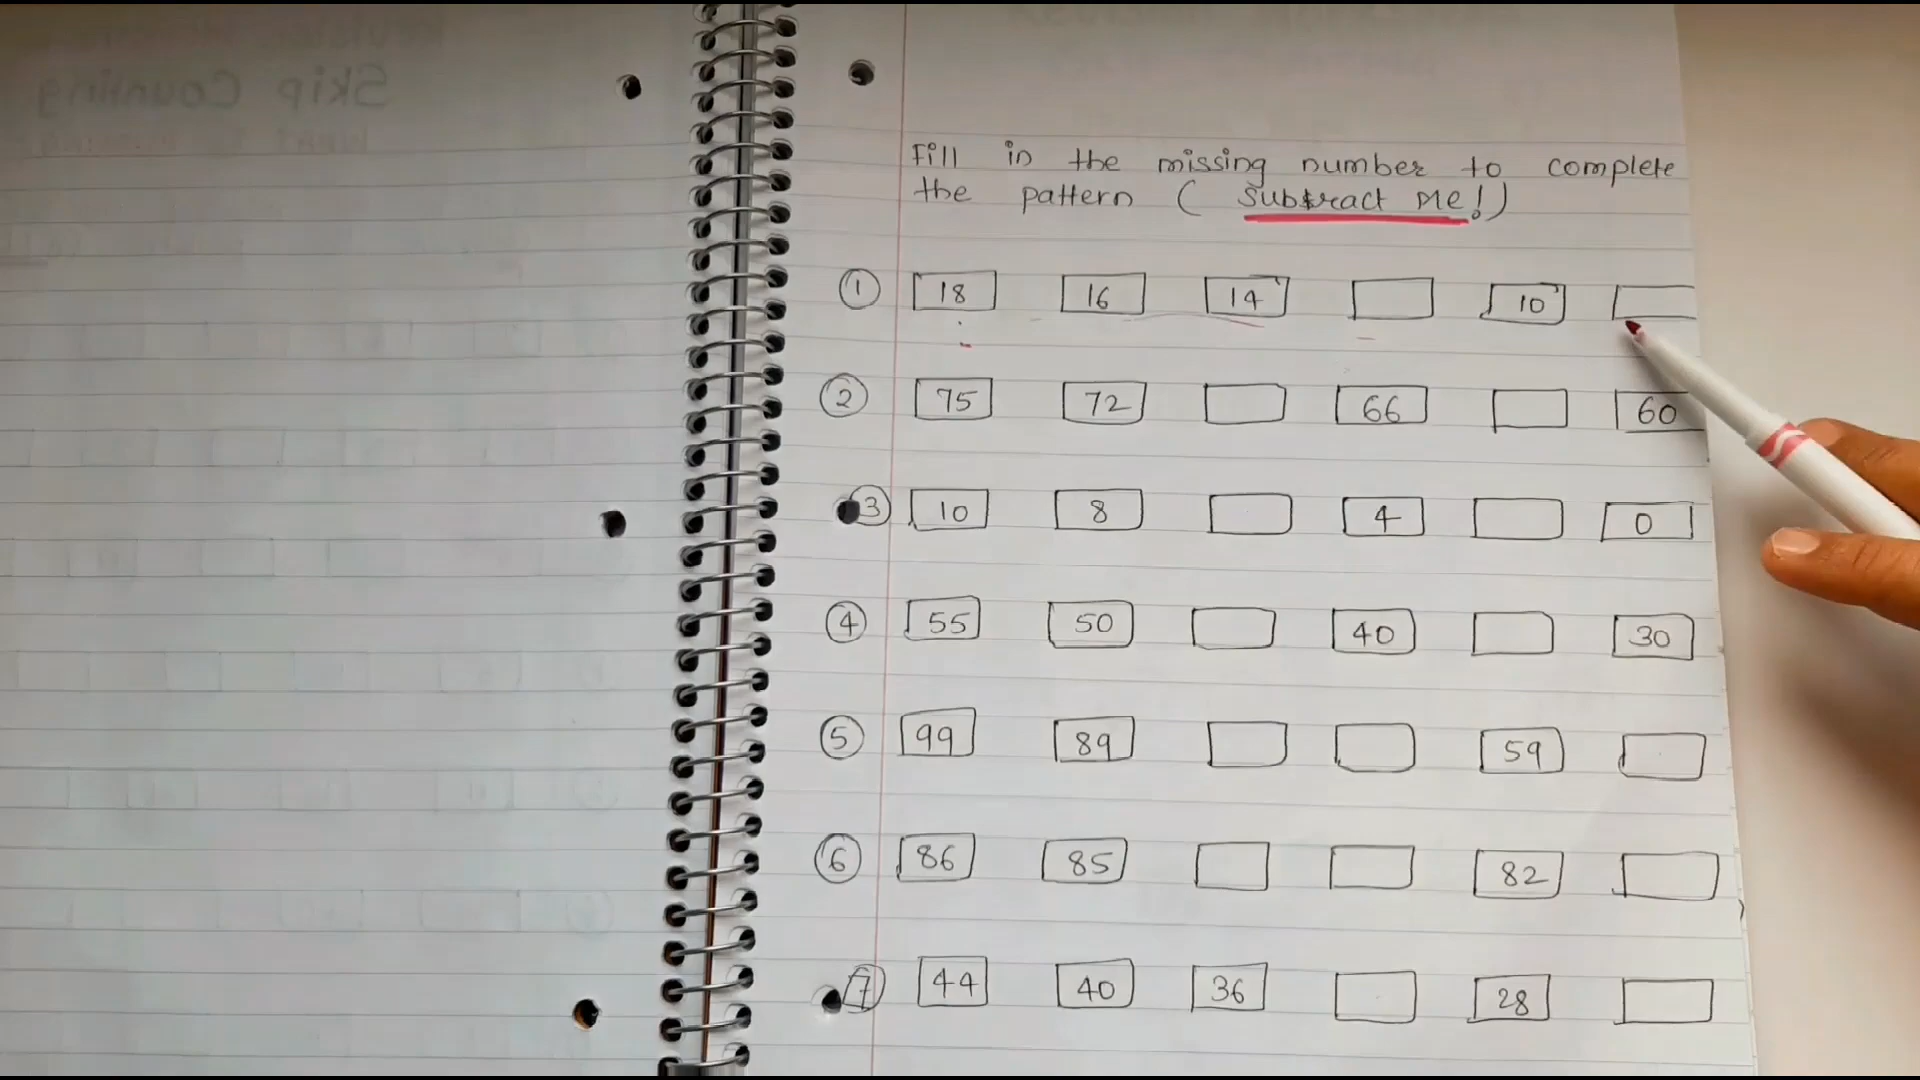 Fill in the missing number to complete
the pattern ( Subtract Me!)
1 18 16 14 10
2 75 72 66 60
3 10 8 4 0
4 55 50 40 30
5 99 89 59
6 86 85 82
7 44 40 36 28